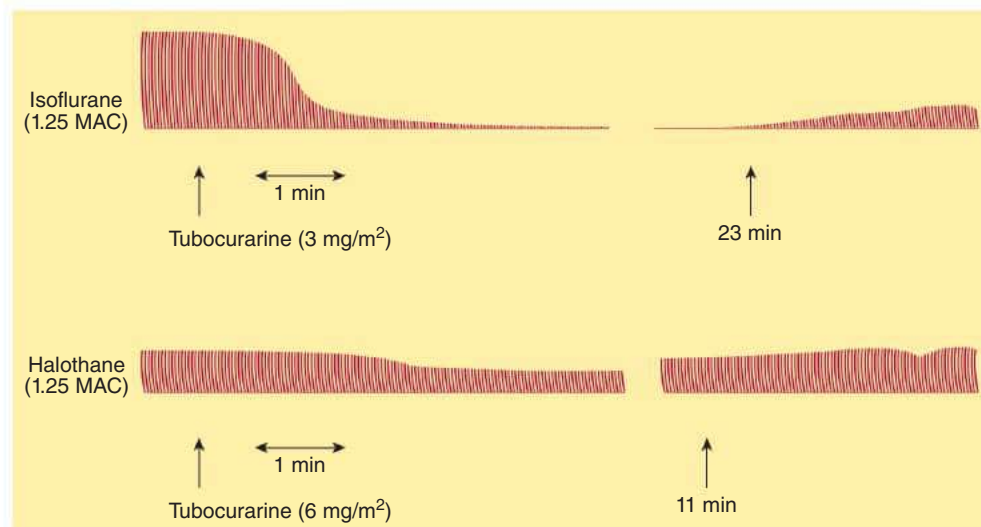 Isoflurane
(1.25 MAC)
1 min
Tubocurarine (3 mg/m²)
23 min
Halothane
(1.25 MAC)
1 min
Tubocurarine (6 mg/m²)
11 min